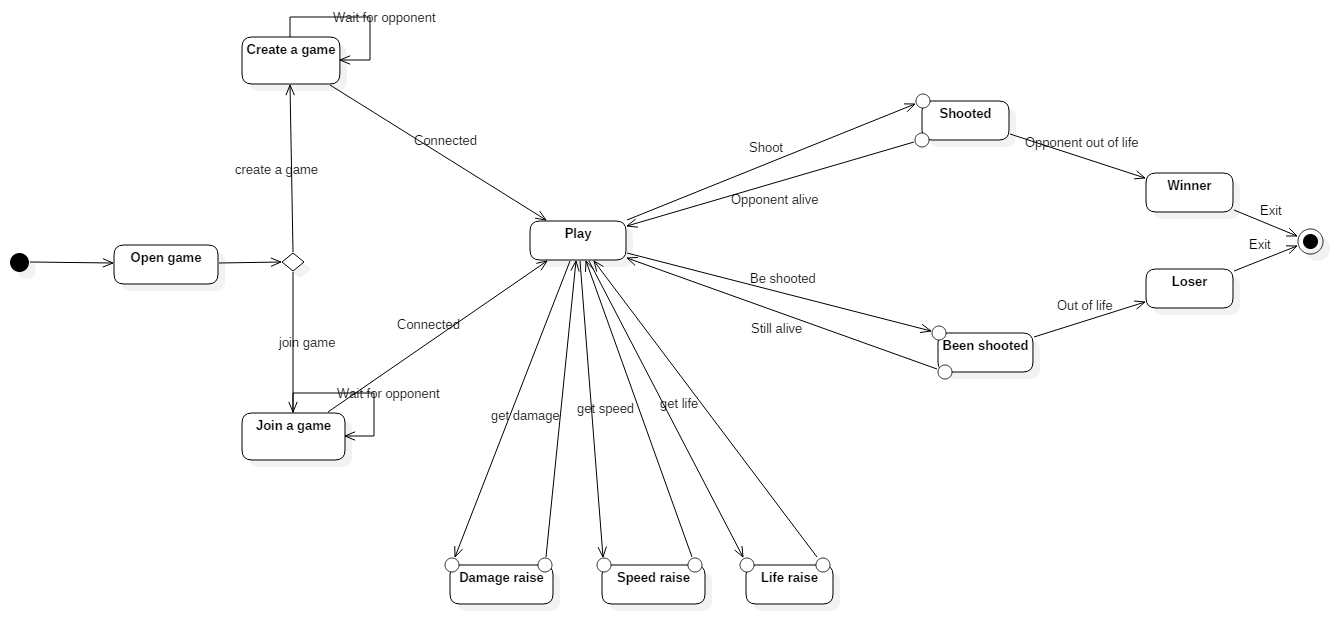 Wait for opponent
Create a game
Connected
create a game
Open game
join game
Connected
Wait for opponent
Join a game
Play
Shoot
Opponent alive
Shooted
Opponent out of life
Winner
Exit
Exit
Loser
Be shooted
Still alive
Out of life
Been shooted
get damage
get speed
get life
Damage raise
Speed raise
Life raise